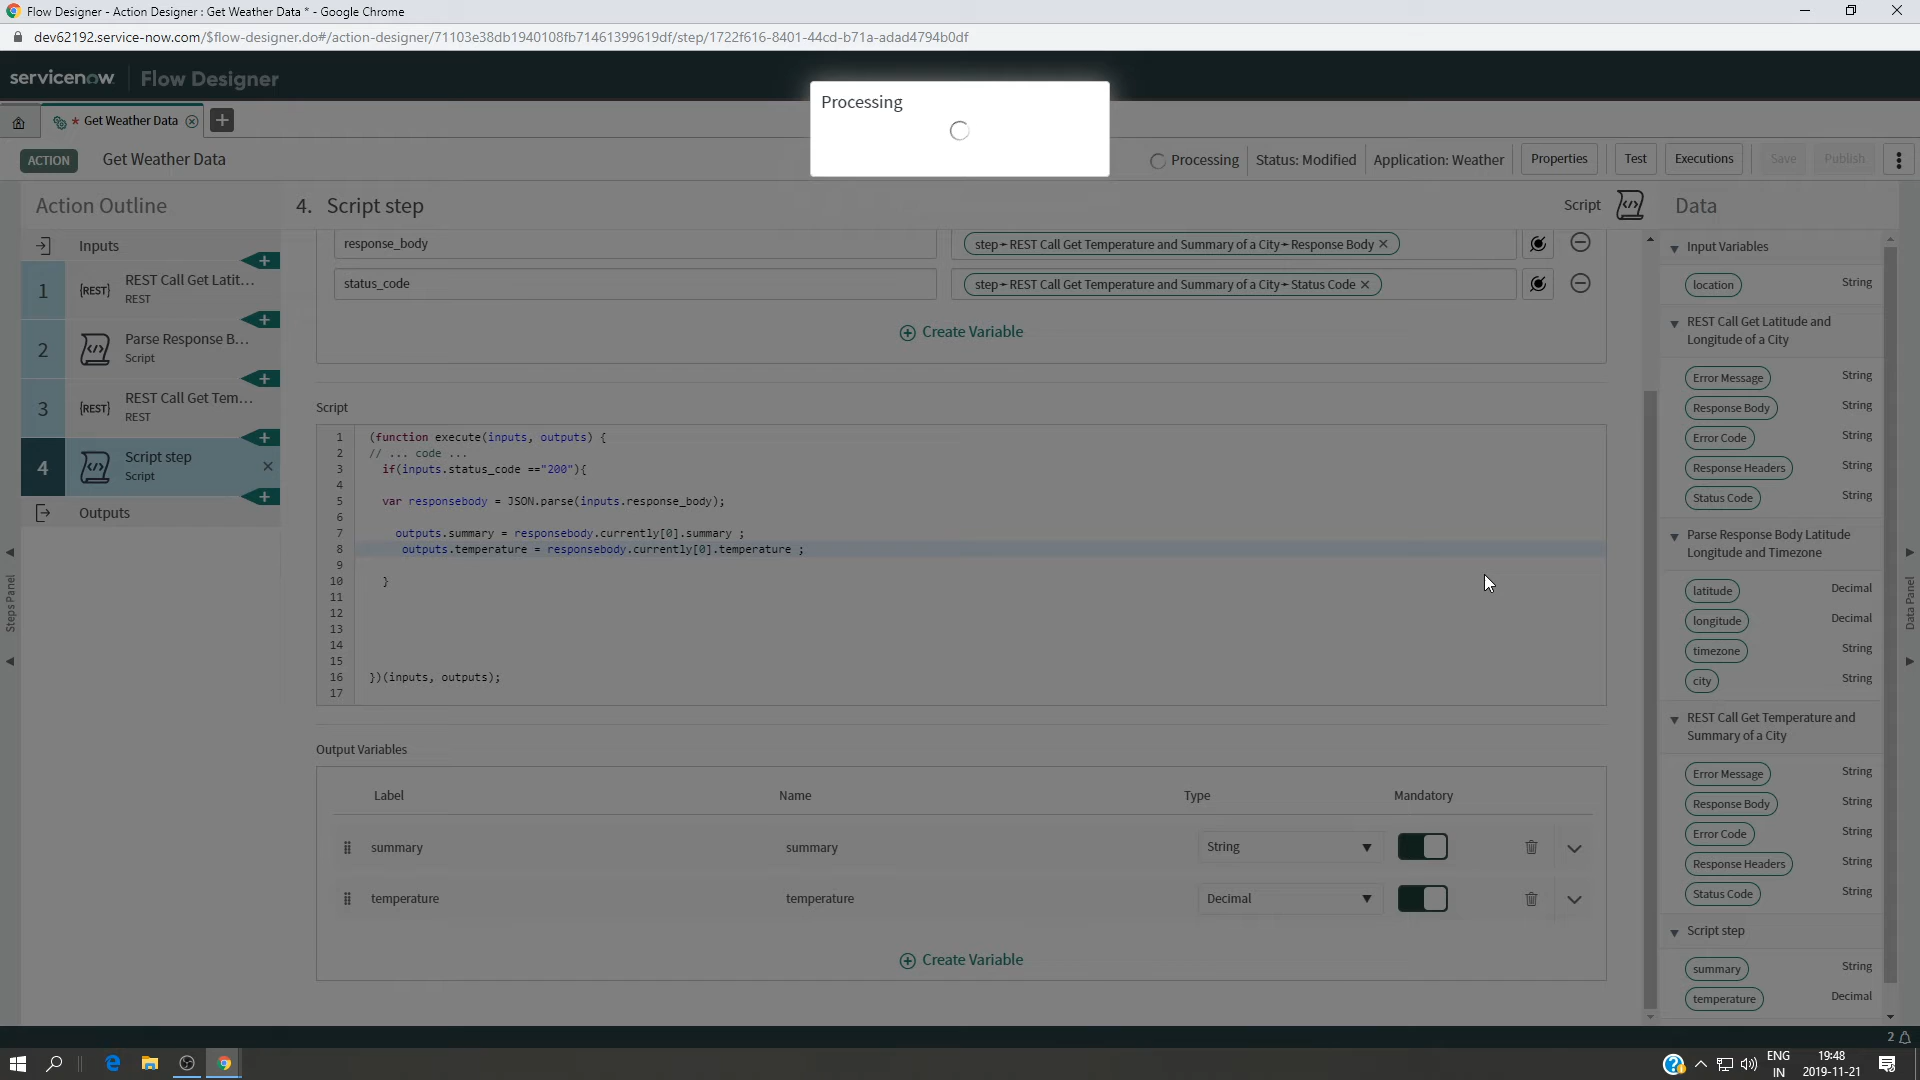 Flow Designer - Action Designer : Get Weather Data * - Google Chrome
dev62192.service-now.com/$flow-designer.do#/action-designer/71103e38db1940108fb71461399619df/step/1722f616-8401-44cd-b71a-adad4794b0df
servicenow Flow Designer
* Get Weather Data
Processing
ACTION Get Weather Data Processing Status: Modified Application: Weather Properties Test Executions Save Publish
Action Outline
Inputs
1 {REST} REST Call Get Latit...
REST
2 Parse Response B...
Script
3 {REST} REST Call Get Tem...
REST
4 Script step
Script
Outputs
Steps Panel
4. Script step Script
response_body step REST Call Get Temperature and Summary of a City Response Body
status_code step REST Call Get Temperature and Summary of a City Status Code
Create Variable
Script
1 (function execute(inputs, outputs) {
2 // ... code ...
3 if(inputs.status_code =="200"){
4
5 var responsebody = JSON.parse(inputs.response_body);
6
7 outputs.summary = responsebody.currently[0].summary ;
8 outputs.temperature = responsebody.currently[0].temperature ;
9
10 }
11
12
13
14
15
16 })(inputs, outputs);
17
Output Variables
Label Name Type Mandatory
summary summary String
temperature temperature Decimal
Create Variable
Data
Input Variables
location String
REST Call Get Latitude and
Longitude of a City
Error Message String
Response Body String
Error Code String
Response Headers String
Status Code String
Parse Response Body Latitude
Longitude and Timezone
latitude Decimal
longitude Decimal
timezone String
city String
REST Call Get Temperature and
Summary of a City
Error Message String
Response Body String
Error Code String
Response Headers String
Status Code String
Script step
summary String
temperature Decimal
Data Panel
2
ENG
IN
19:48
2019-11-21